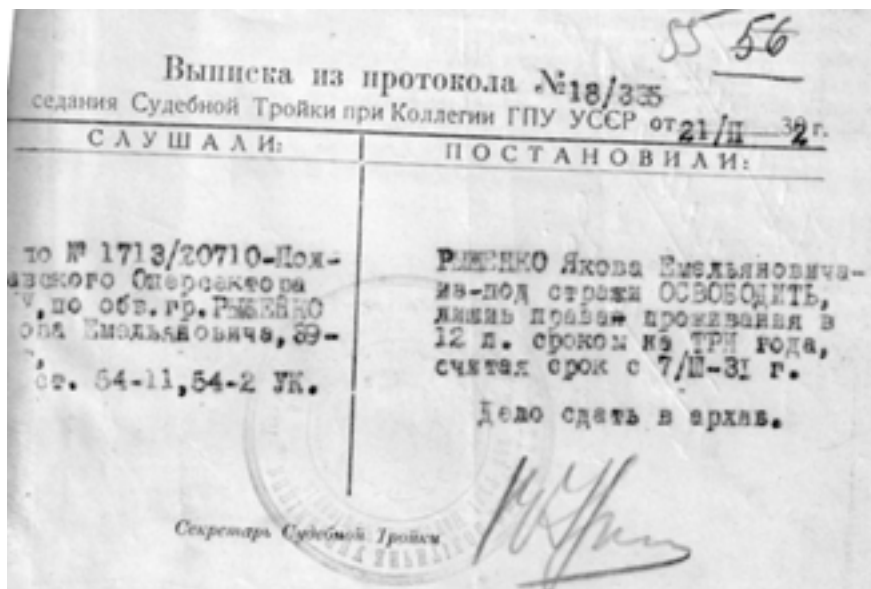 55 56
Выписка из протокола №18/335
седания Судебной Тройки при Коллегии ГПУ УССР от 21/II 32 г.
СЛУШАЛИ:
ПОСТАНОВИЛИ:
ло № 1713/20710-Пол-
авского Оперсектора
, по обв. гр. РЫЖЕНКО
ова Емельяновича, 39-
,
ст. 54-11, 54-2 УК.
РЫЖЕНКО Якова Емельяновича-
из-под стражи ОСВОБОДИТЬ,
лишив права проживания в
12 п. сроком на ТРИ года,
считая срок с 7/III-31 г.
Дело сдать в архив.
Секретарь Судебной Тройки